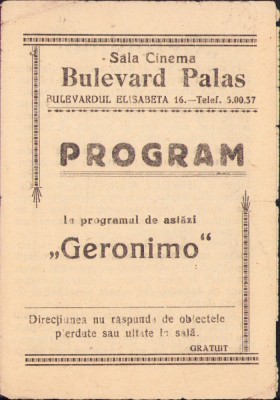 Sala Cinema
Bulevard Palas
BULEVARDUL ELISABETA 16.—Telef. 5.00.37
PROGRAM
In programul de astăzi
„Geronimo“
Direcțiunea nu răspunde de obiectele
pierdute sau uitate în sală.
GRATUIT